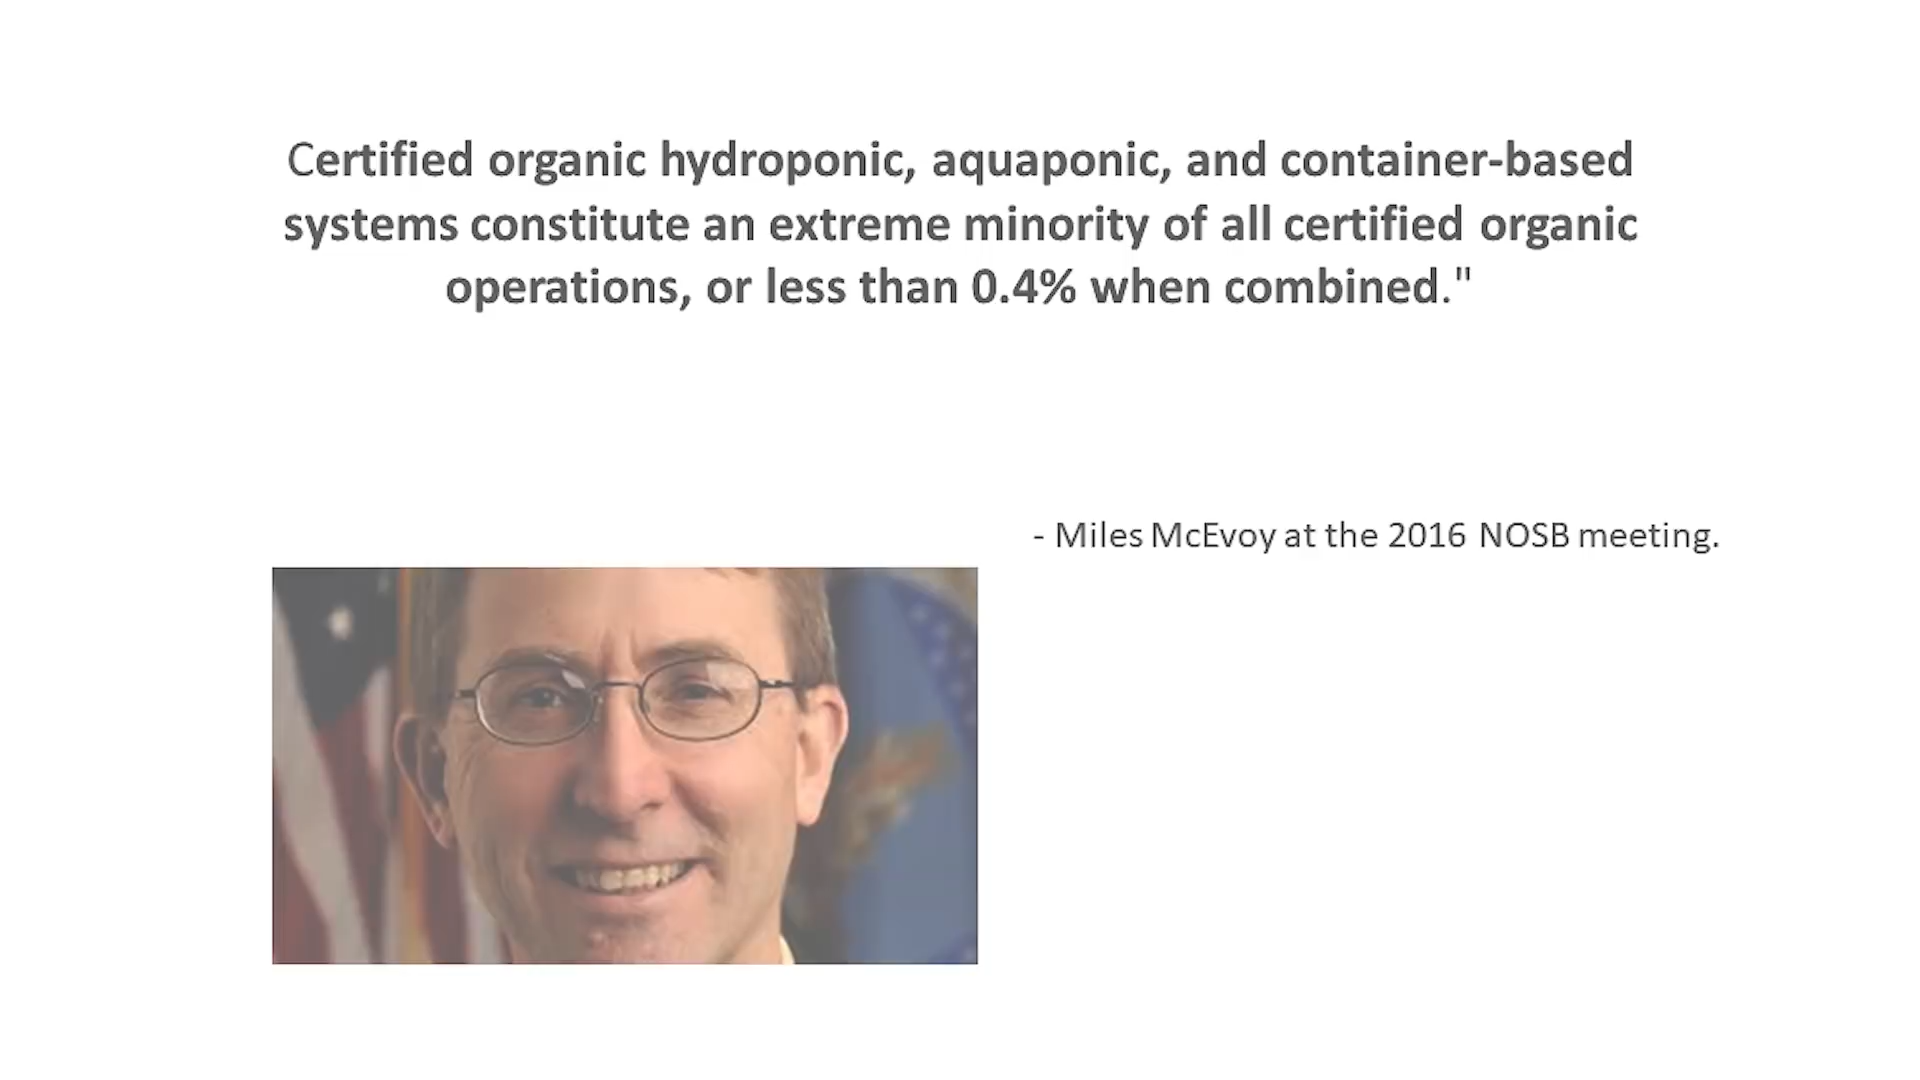 Certified organic hydroponic, aquaponic, and container-based
systems constitute an extreme minority of all certified organic
operations, or less than 0.4% when combined."
- Miles McEvoy at the 2016 NOSB meeting.